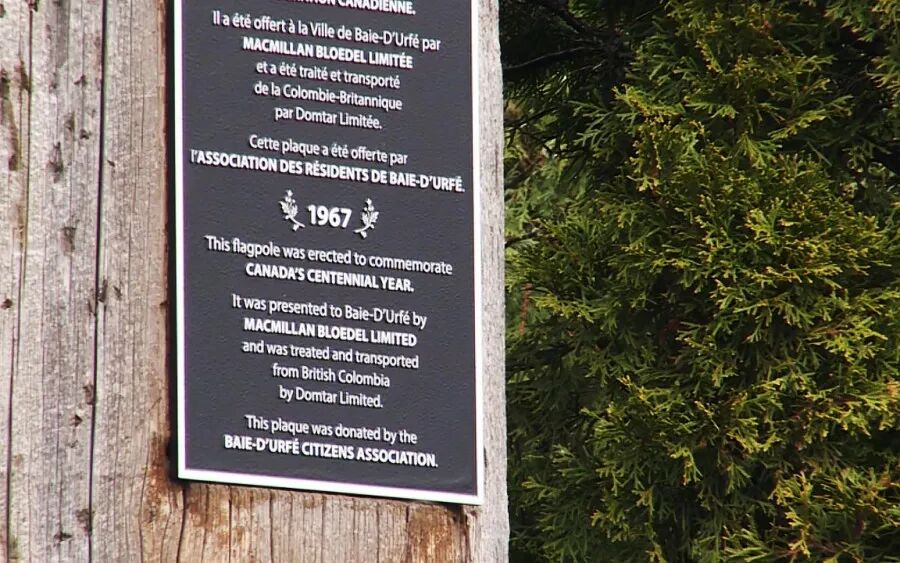 CANADIENNE.
Il a été offert à la Ville de Baie-D'Urfé par
MACMILLAN BLOEDEL LIMITÉE
et a été traité et transporté
de la Colombie-Britannique
par Domtar Limitée.
Cette plaque a été offerte par
l'ASSOCIATION DES RÉSIDENTS DE BAIE-D'URFÉ.
1967
This flagpole was erected to commemorate
CANADA'S CENTENNIAL YEAR.
It was presented to Baie-D'Urfé by
MACMILLAN BLOEDEL LIMITED
and was treated and transported
from British Colombia
by Domtar Limited.
This plaque was donated by the
BAIE-D'URFÉ CITIZENS ASSOCIATION.